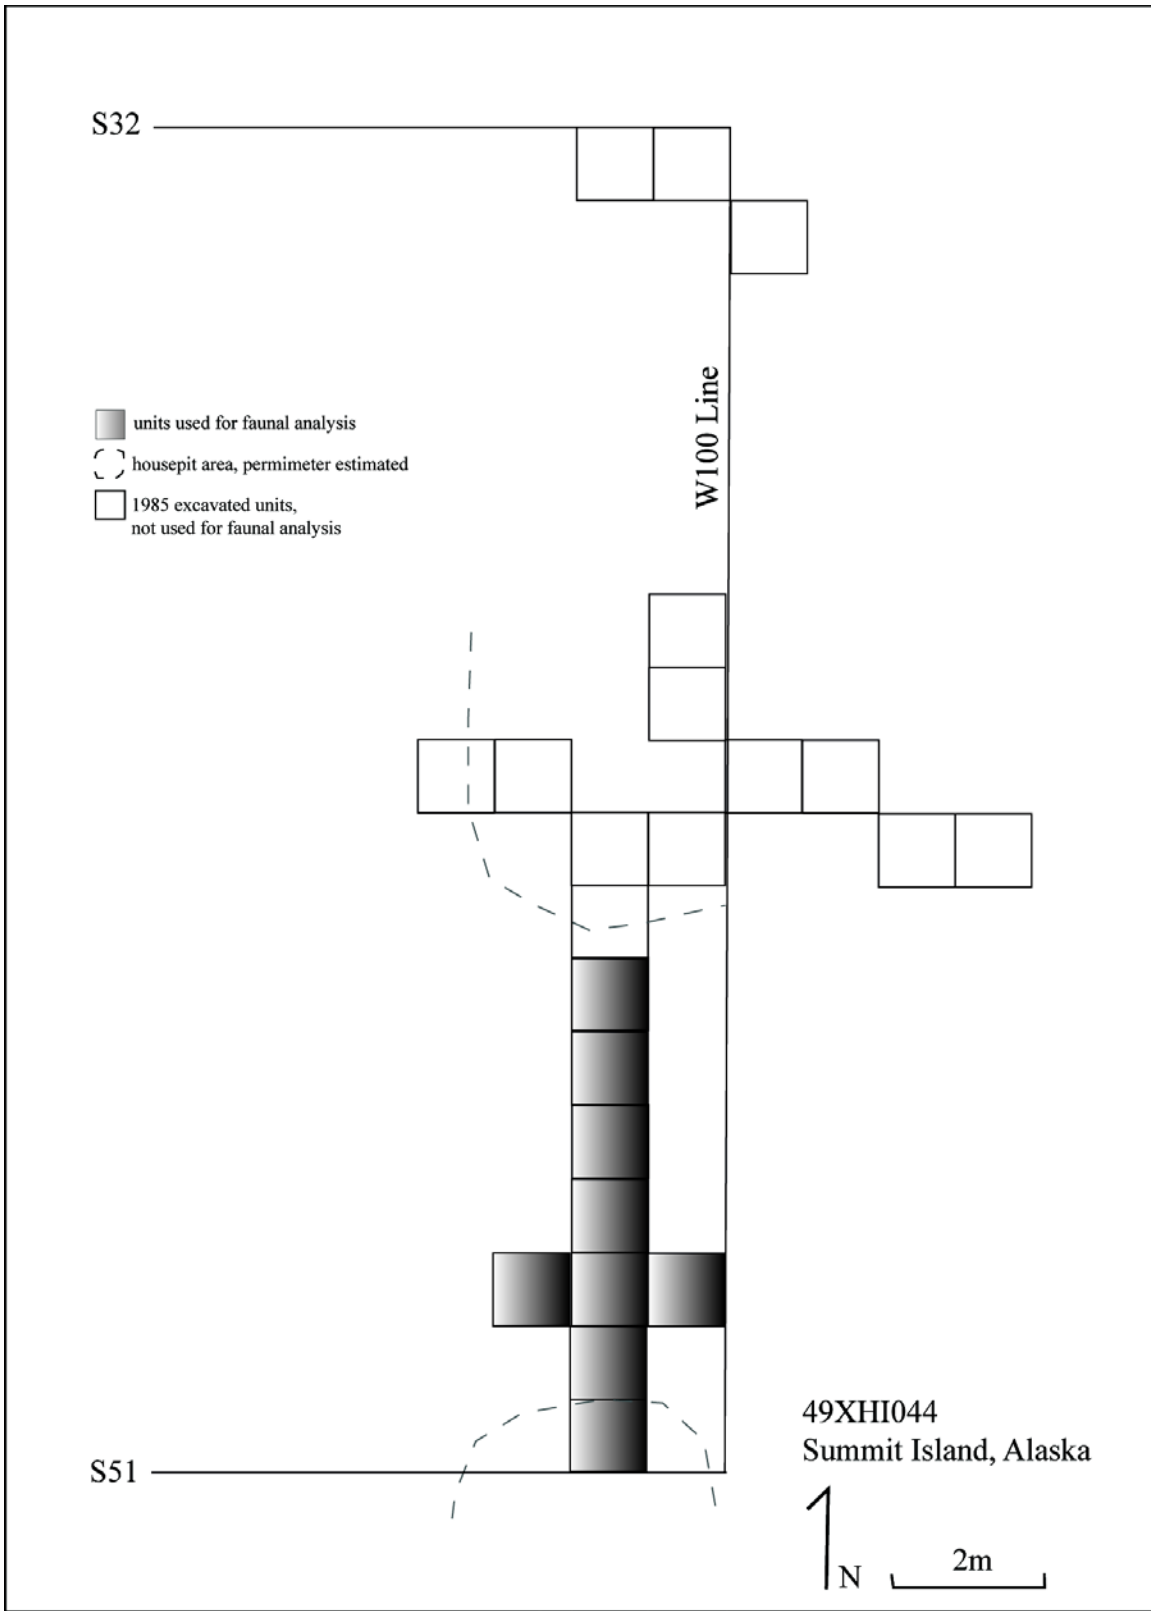 S32
W100 Line
units used for faunal analysis
housepit area, permimeter estimated
1985 excavated units,
not used for faunal analysis
49XHI044
Summit Island, Alaska
S51
N
2m